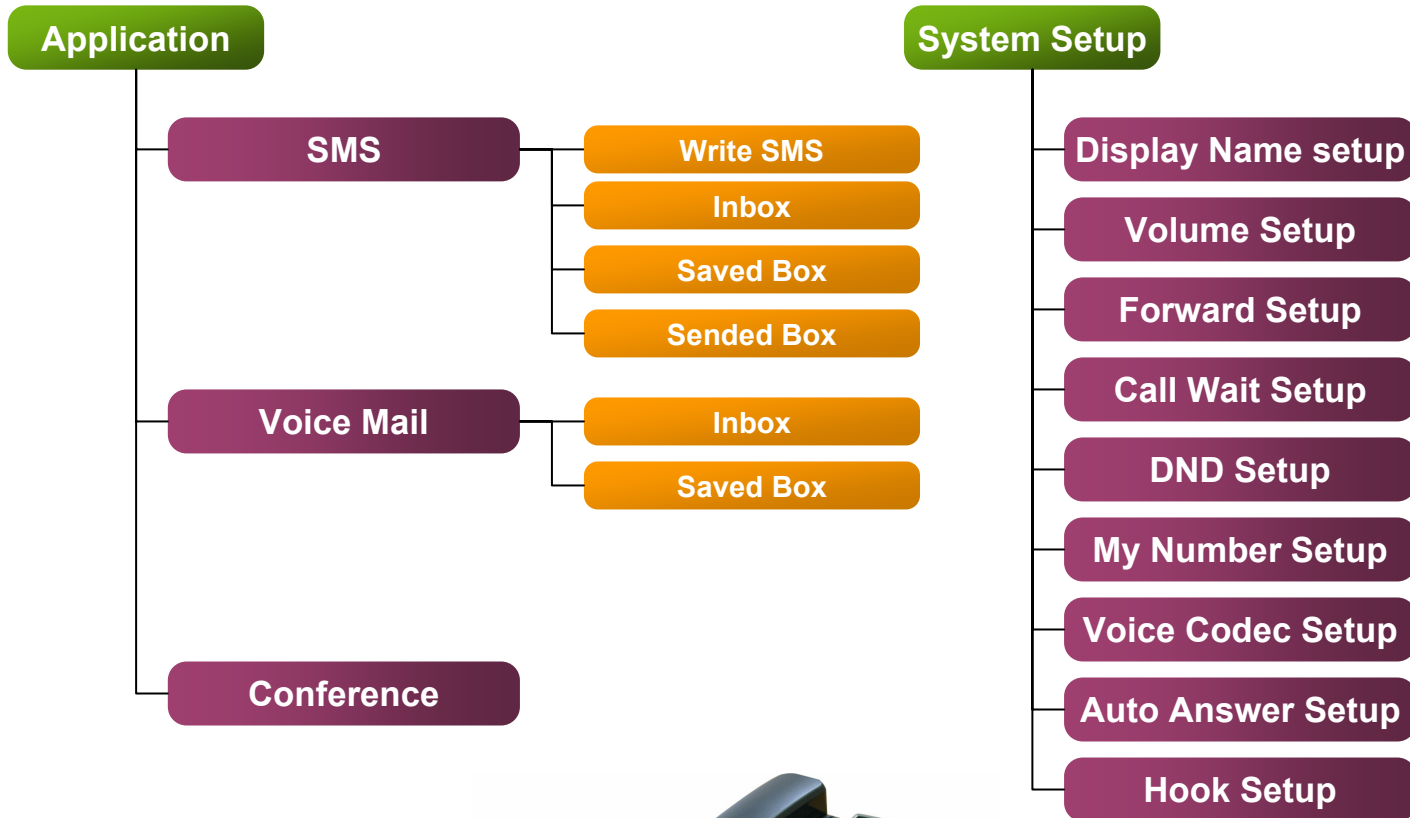 Application
SMS
Write SMS
Inbox
Saved Box
Sended Box
Voice Mail
Inbox
Saved Box
Conference
System Setup
Display Name setup
Volume Setup
Forward Setup
Call Wait Setup
DND Setup
My Number Setup
Voice Codec Setup
Auto Answer Setup
Hook Setup